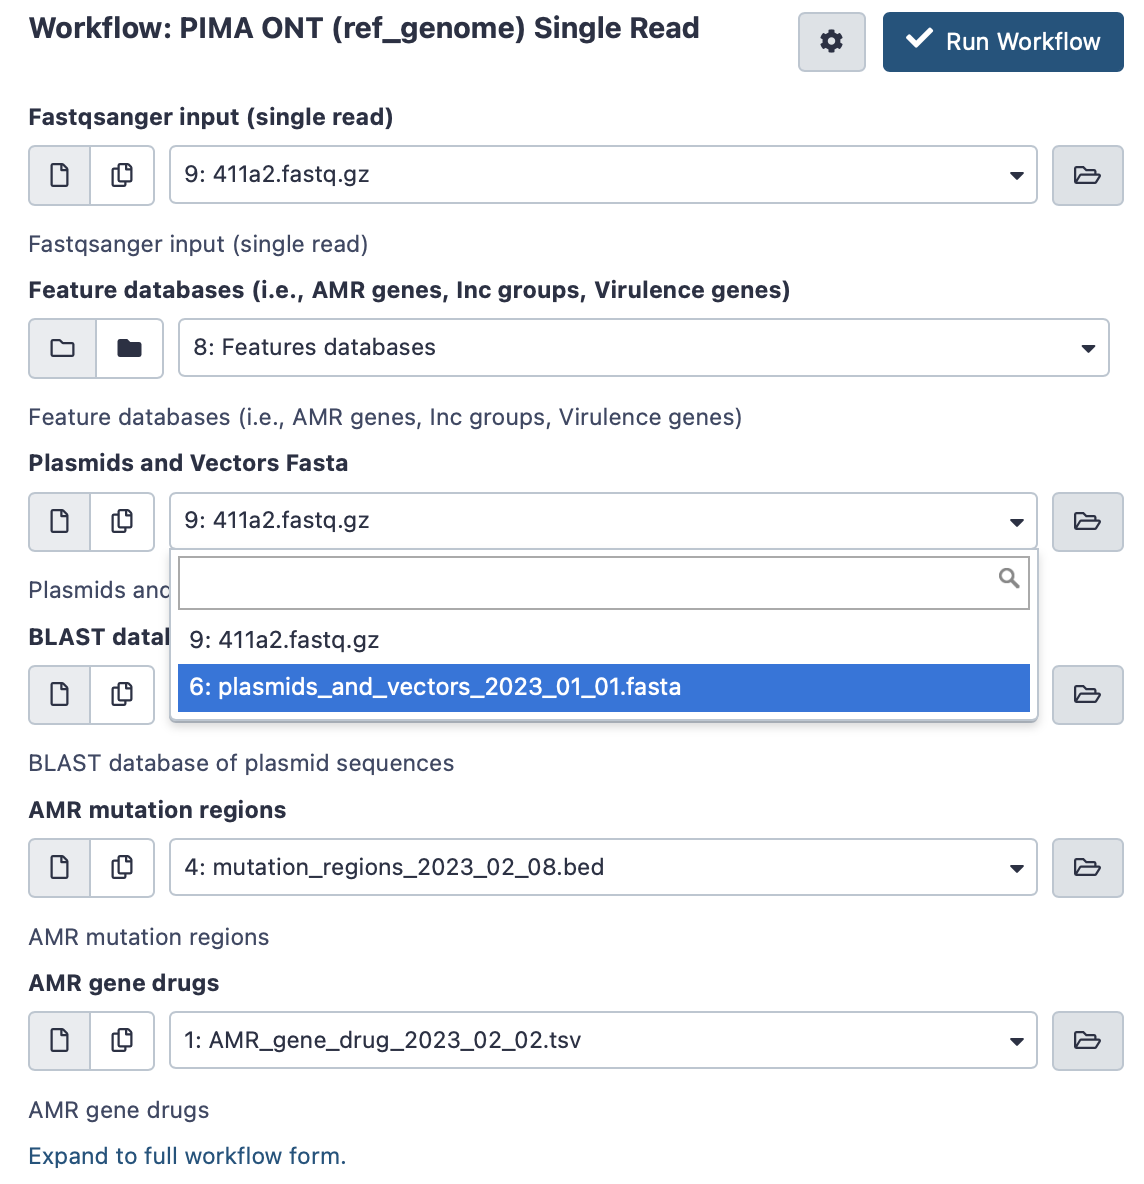 Workflow: PIMA ONT (ref_genome) Single Read
Run Workflow
Fastqsanger input (single read)
9: 411a2.fastq.gz
Fastqsanger input (single read)
Feature databases (i.e., AMR genes, Inc groups, Virulence genes)
8: Features databases
Feature databases (i.e., AMR genes, Inc groups, Virulence genes)
Plasmids and Vectors Fasta
9: 411a2.fastq.gz
Plasmids and
9: 411a2.fastq.gz
BLAST datal
6: plasmids_and_vectors_2023_01_01.fasta
BLAST database of plasmid sequences
AMR mutation regions
4: mutation_regions_2023_02_08.bed
AMR mutation regions
AMR gene drugs
1: AMR_gene_drug_2023_02_02.tsv
AMR gene drugs
Expand to full workflow form.